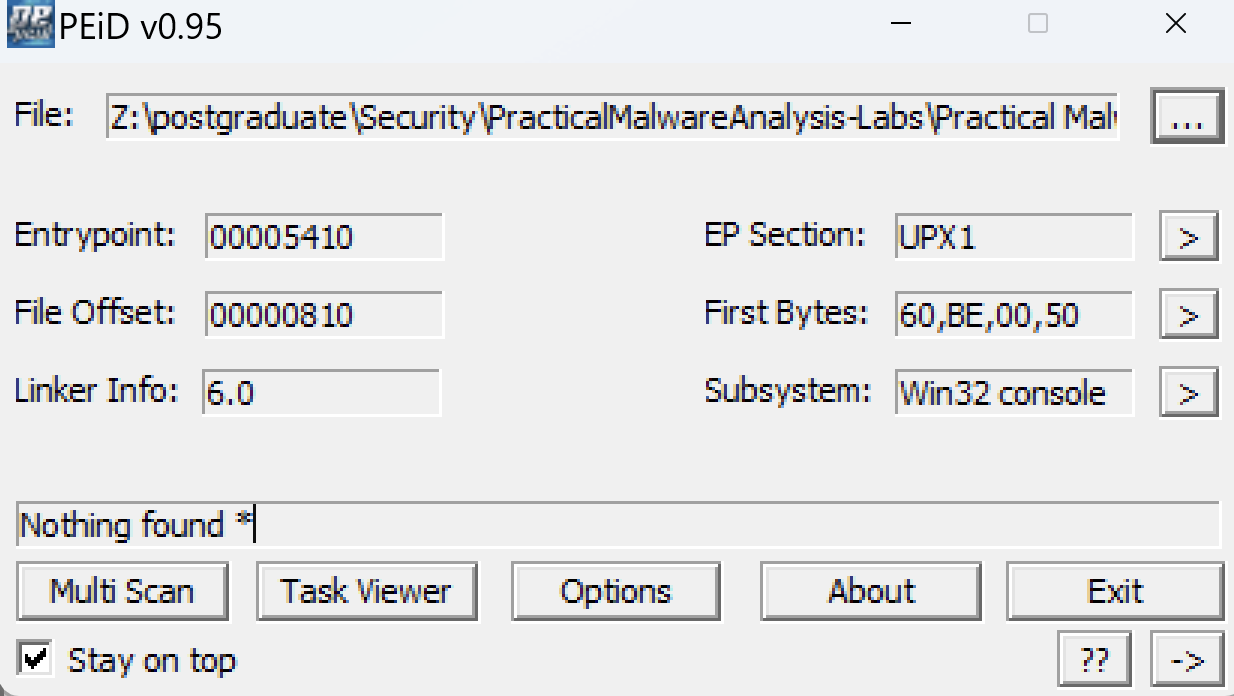 PEiD v0.95
File: Z:\postgraduate\Security\PracticalMalwareAnalysis-Labs\Practical Mal
...
Entrypoint: 00005410 EP Section: UPX1 >
File Offset: 00000810 First Bytes: 60,BE,00,50 >
Linker Info: 6.0 Subsystem: Win32 console >
Nothing found *
Multi Scan Task Viewer Options About Exit
Stay on top ?? ->